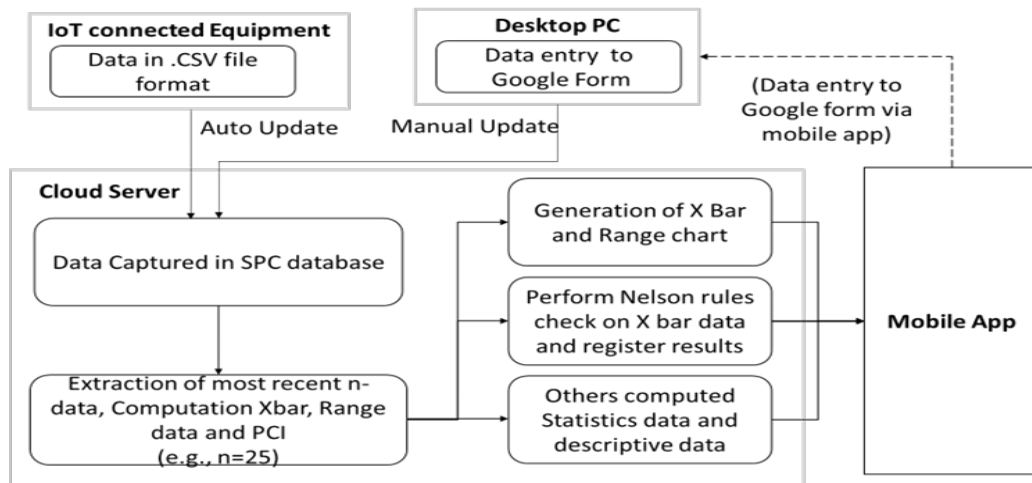 IoT connected Equipment
Data in .CSV file
format
Desktop PC
Data entry to
Google Form
(Data entry to
Google form via
mobile app)
Auto Update
Manual Update
Cloud Server
Data Captured in SPC database
Extraction of most recent n-
data, Computation Xbar, Range
data and PCI
(e.g., n=25)
Generation of X Bar
and Range chart
Perform Nelson rules
check on X bar data
and register results
Others computed
Statistics data and
descriptive data
Mobile App